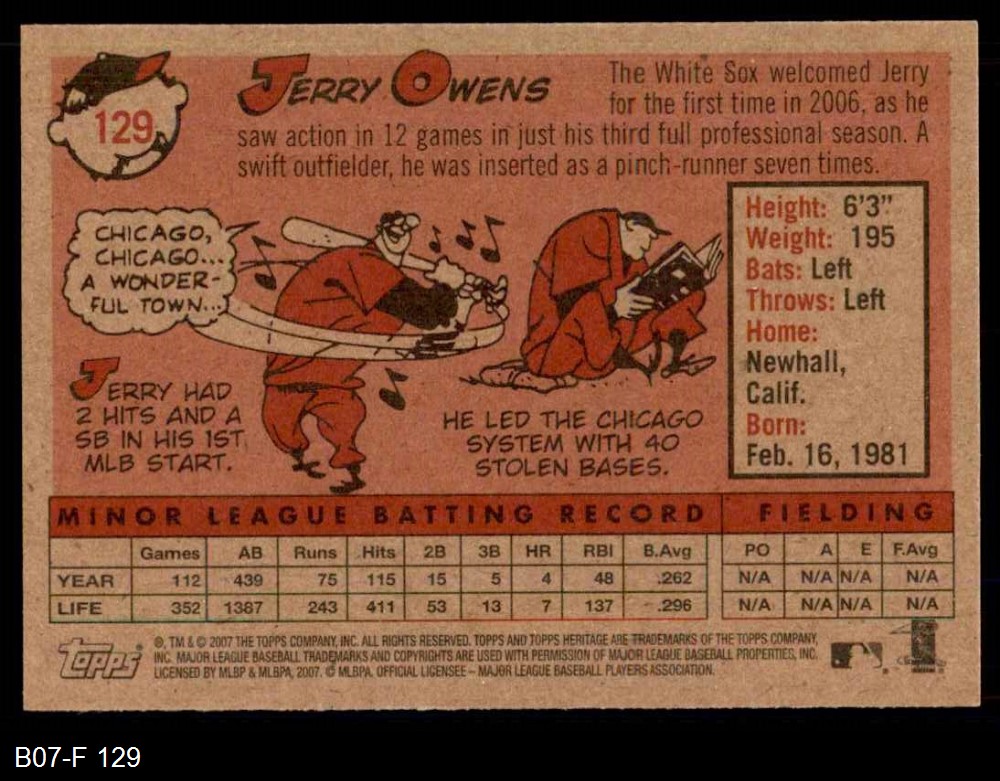 129
JERRY OWENS
The White Sox welcomed Jerry
for the first time in 2006, as he
saw action in 12 games in just his third full professional season. A
swift outfielder, he was inserted as a pinch-runner seven times.
CHICAGO,
CHICAGO...
A WONDER-
FUL TOWN...
JERRY HAD
2 HITS AND A
SB IN HIS 1ST
MLB START.
HE LED THE CHICAGO
SYSTEM WITH 40
STOLEN BASES.
Height: 6'3"
Weight: 195
Bats: Left
Throws: Left
Home:
Newhall,
Calif.
Born:
Feb. 16, 1981
MINOR LEAGUE BATTING RECORD FIELDING
Games AB Runs Hits 2B 3B HR RBI B.Avg PO A E F.Avg
YEAR 112 439 75 115 15 5 4 48 .262 N/A N/A N/A N/A
LIFE 352 1387 243 411 53 13 7 137 .296 N/A N/A N/A N/A
Topps
®, TM & © 2007 THE TOPPS COMPANY, INC. ALL RIGHTS RESERVED. TOPPS AND TOPPS HERITAGE ARE TRADEMARKS OF THE TOPPS COMPANY,
INC. MAJOR LEAGUE BASEBALL TRADEMARKS AND COPYRIGHTS ARE USED WITH PERMISSION OF MAJOR LEAGUE BASEBALL PROPERTIES, INC.
LICENSED BY MLBP & MLBPA, 2007. © MLBPA. OFFICIAL LICENSEE – MAJOR LEAGUE BASEBALL PLAYERS ASSOCIATION.
B07-F 129